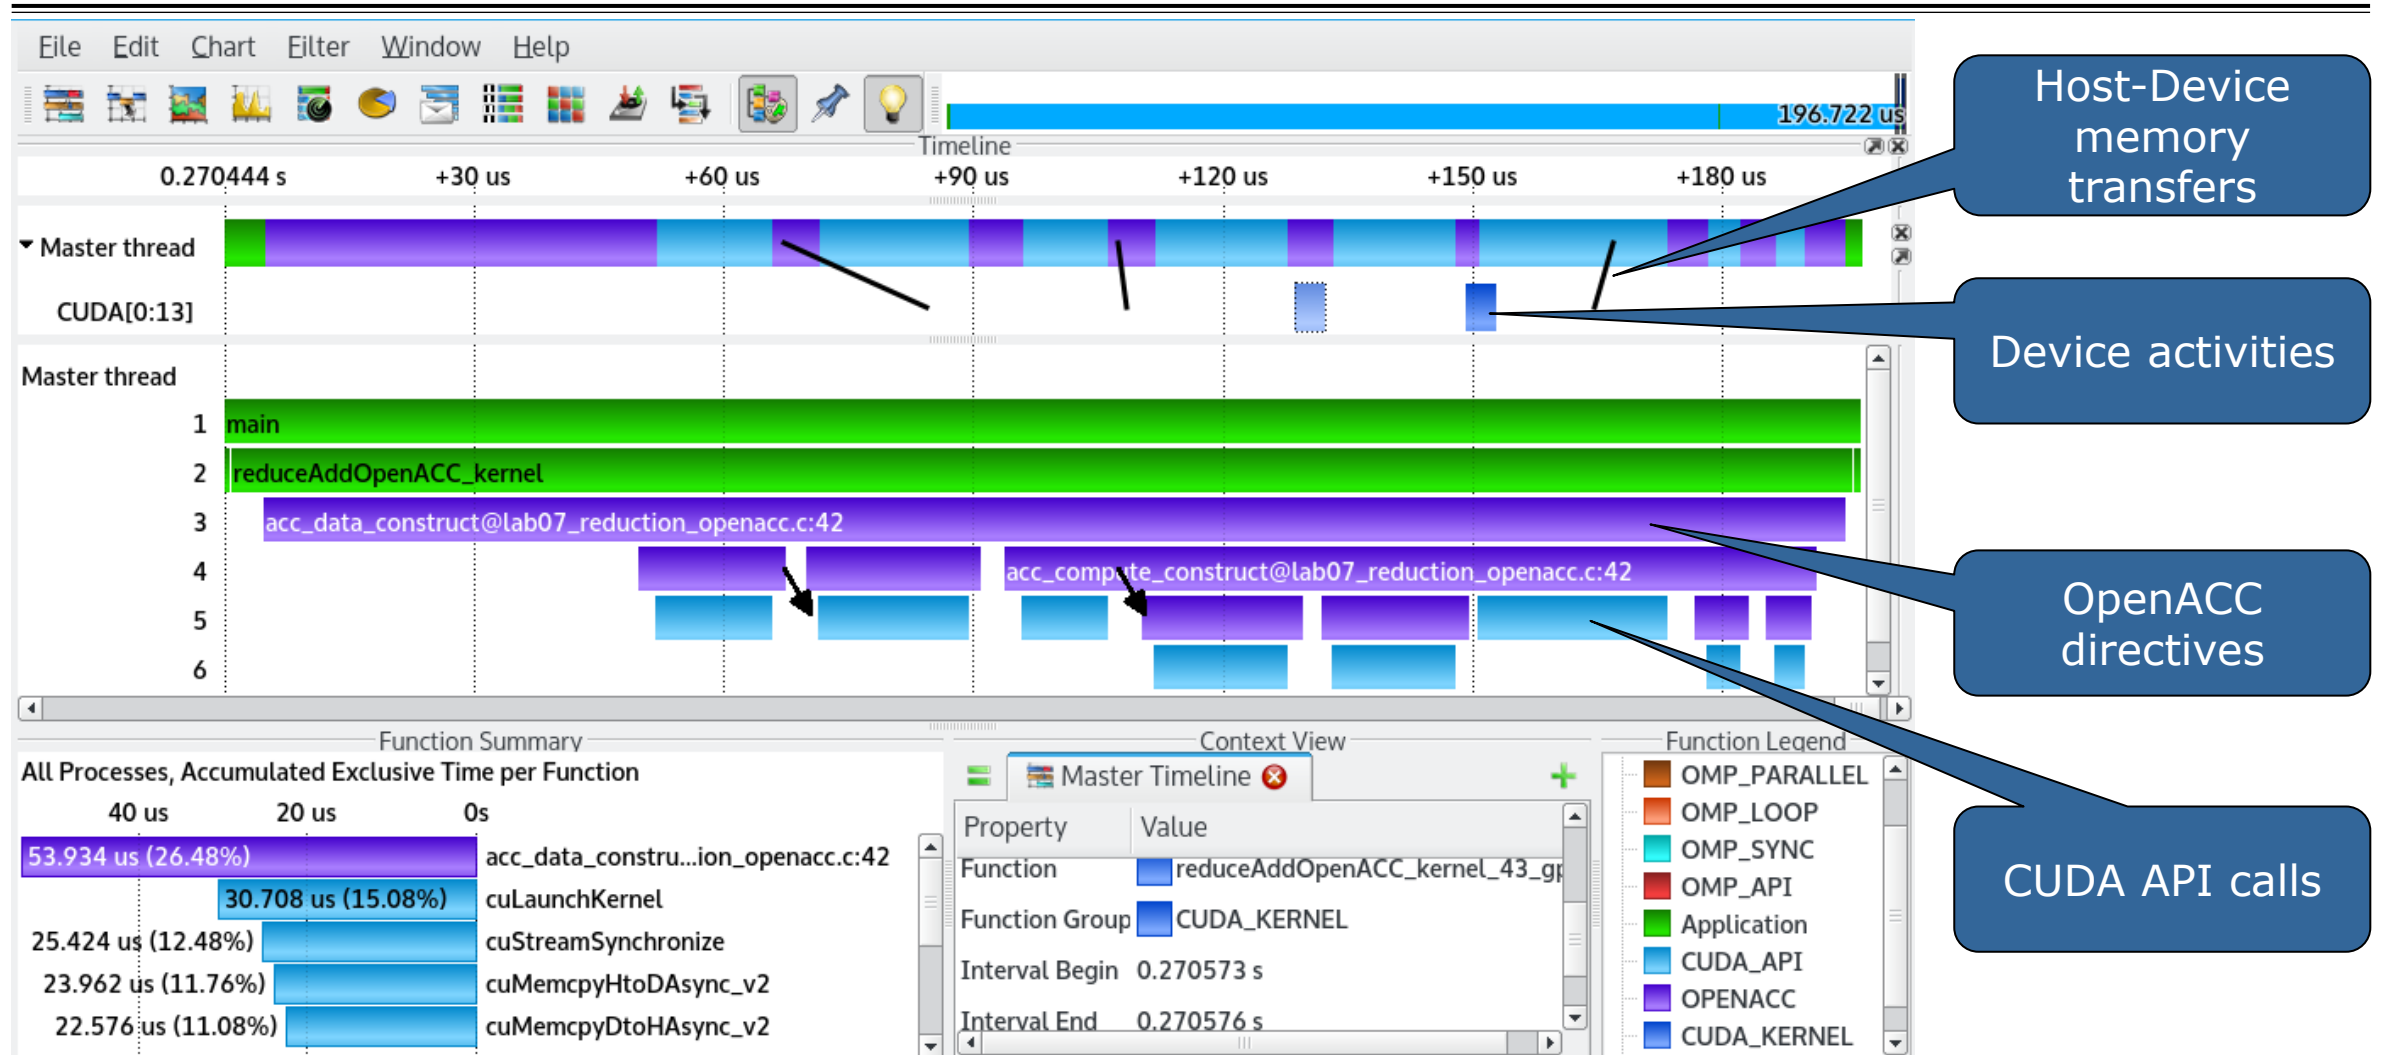 File Edit Chart Filter Window Help
196.722 us
Timeline
0.270444 s +30 us +60 us +90 us +120 us +150 us +180 us
Master thread
CUDA[0:13]
Master thread
1 main
2 reduceAddOpenACC_kernel
3 acc_data_construct@lab07_reduction_openacc.c:42
4 acc_compute_construct@lab07_reduction_openacc.c:42
5
6
Host-Device
memory
transfers
Device activities
OpenACC
directives
CUDA API calls
Function Summary
All Processes, Accumulated Exclusive Time per Function
40 us 20 us 0s
53.934 us (26.48%) acc_data_constru...ion_openacc.c:42
30.708 us (15.08%) cuLaunchKernel
25.424 us (12.48%) cuStreamSynchronize
23.962 us (11.76%) cuMemcpyHtoDAsync_v2
22.576 us (11.08%) cuMemcpyDtoHAsync_v2
Context View
Master Timeline
Property Value
Function reduceAddOpenACC_kernel_43_gp
Function Group CUDA_KERNEL
Interval Begin 0.270573 s
Interval End 0.270576 s
Function Legend
OMP_PARALLEL
OMP_LOOP
OMP_SYNC
OMP_API
Application
CUDA_API
OPENACC
CUDA_KERNEL